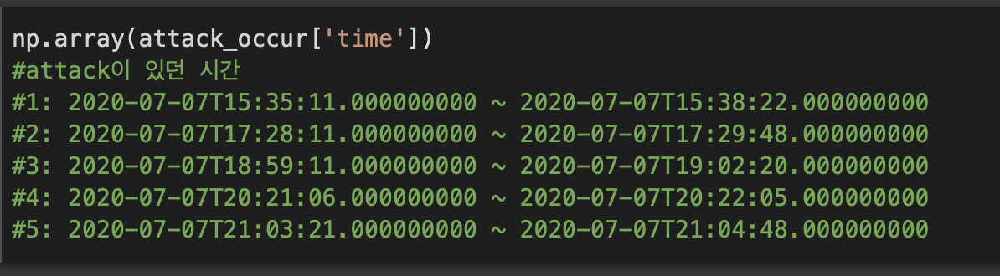 np.array(attack_occur['time'])
#attack이 있던 시간
#1: 2020-07-07T15:35:11.000000000 ~ 2020-07-07T15:38:22.000000000
#2: 2020-07-07T17:28:11.000000000 ~ 2020-07-07T17:29:48.000000000
#3: 2020-07-07T18:59:11.000000000 ~ 2020-07-07T19:02:20.000000000
#4: 2020-07-07T20:21:06.000000000 ~ 2020-07-07T20:22:05.000000000
#5: 2020-07-07T21:03:21.000000000 ~ 2020-07-07T21:04:48.000000000